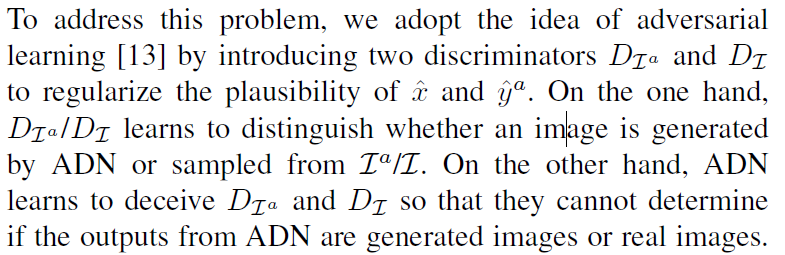 To address this problem, we adopt the idea of adversarial
learning [13] by introducing two discriminators $D_{\mathcal{I}^a}$ and $D_{\mathcal{I}}$
to regularize the plausibility of $\hat{x}$ and $\hat{y}^a$. On the one hand,
$D_{\mathcal{I}^a}/D_{\mathcal{I}}$ learns to distinguish whether an image is generated
by ADN or sampled from $\mathcal{I}^a/\mathcal{I}$. On the other hand, ADN
learns to deceive $D_{\mathcal{I}^a}$ and $D_{\mathcal{I}}$ so that they cannot determine
if the outputs from ADN are generated images or real images.